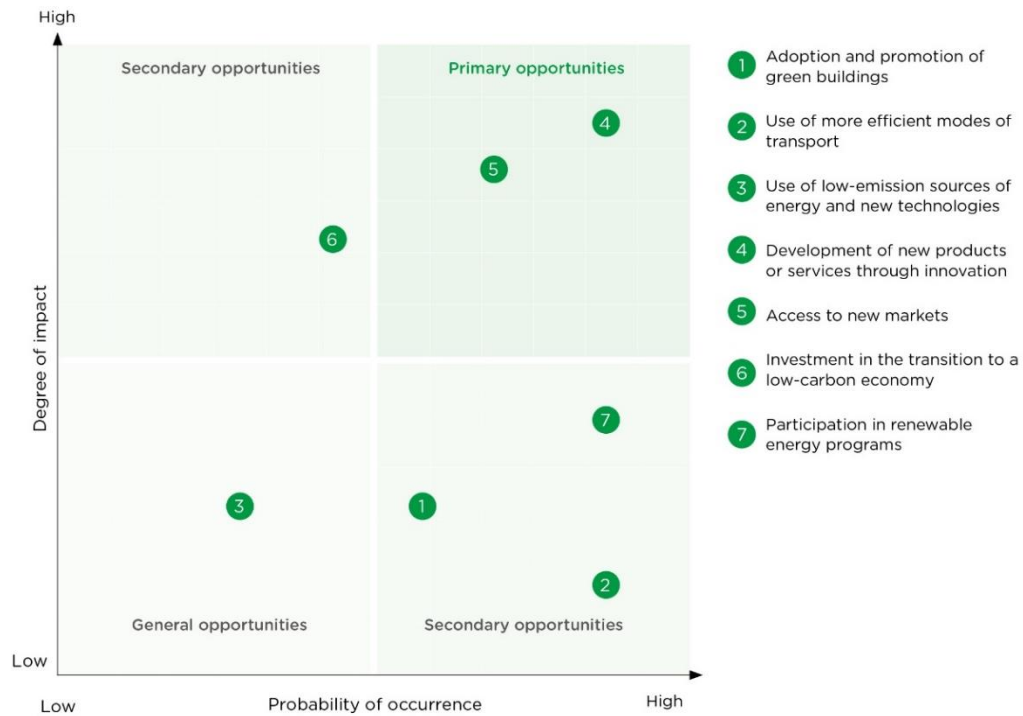 High
Secondary opportunities
Primary opportunities
4
5
6
Degree of impact
7
3
1
2
General opportunities
Secondary opportunities
Low
Low
Probability of occurrence
High
1
Adoption and promotion of
green buildings
2
Use of more efficient modes of
transport
3
Use of low-emission sources of
energy and new technologies
4
Development of new products
or services through innovation
5
Access to new markets
6
Investment in the transition to a
low-carbon economy
7
Participation in renewable
energy programs